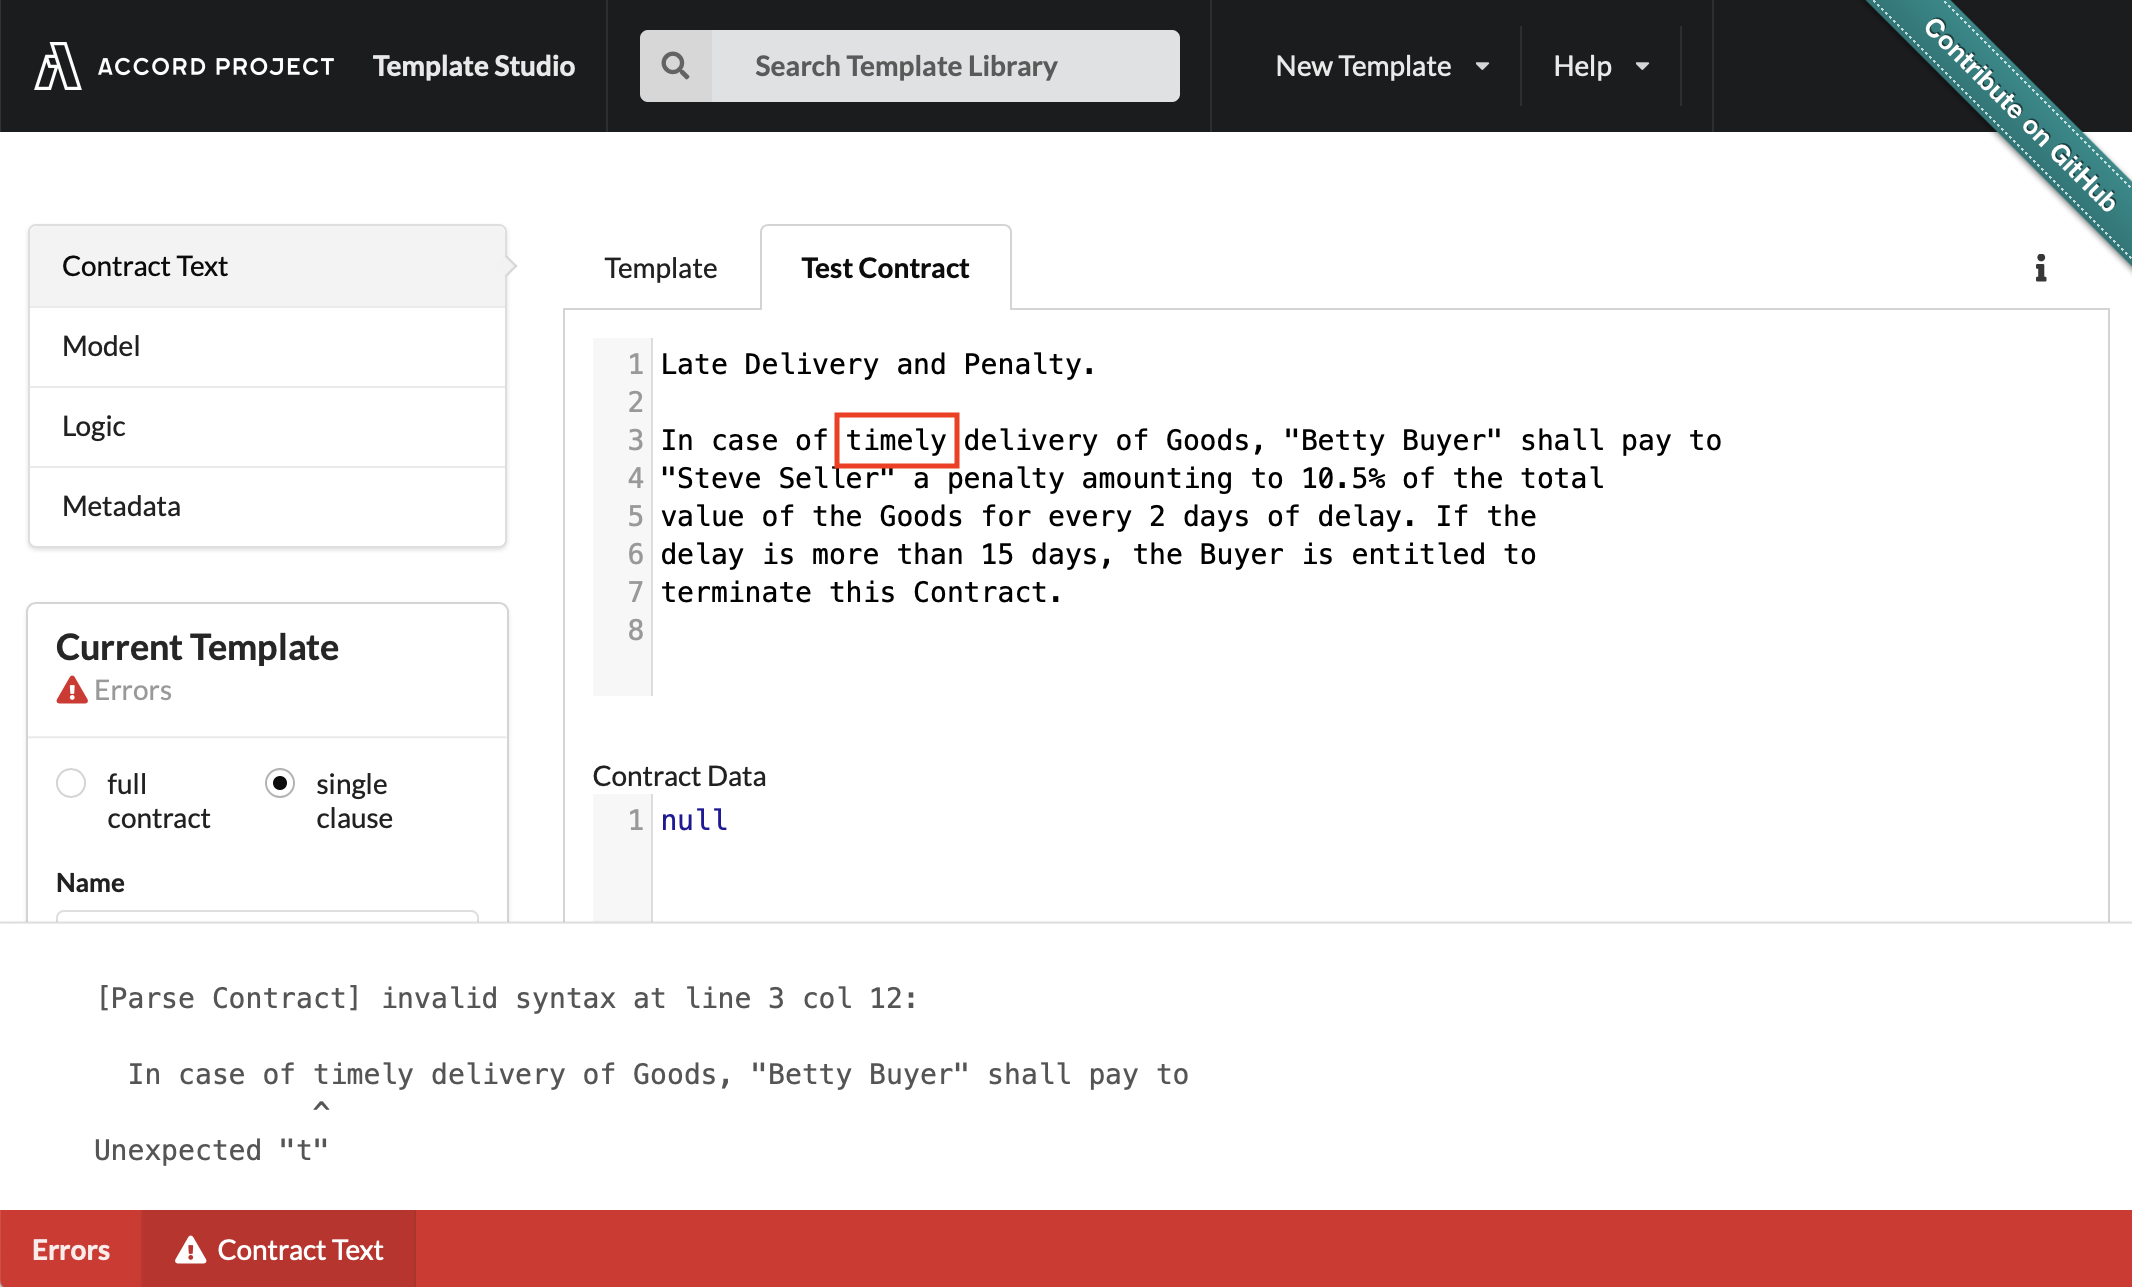 ACCORD PROJECT Template Studio Search Template Library New Template Help
Contribute on GitHub
Contract Text
Model
Logic
Metadata
Current Template
Errors
full contract
single clause
Name
Template Test Contract
1 Late Delivery and Penalty.
2
3 In case of timely delivery of Goods, "Betty Buyer" shall pay to
4 "Steve Seller" a penalty amounting to 10.5% of the total
5 value of the Goods for every 2 days of delay. If the
6 delay is more than 15 days, the Buyer is entitled to
7 terminate this Contract.
8
Contract Data
1 null
[Parse Contract] invalid syntax at line 3 col 12:
In case of timely delivery of Goods, "Betty Buyer" shall pay to
^
Unexpected "t"
Errors Contract Text